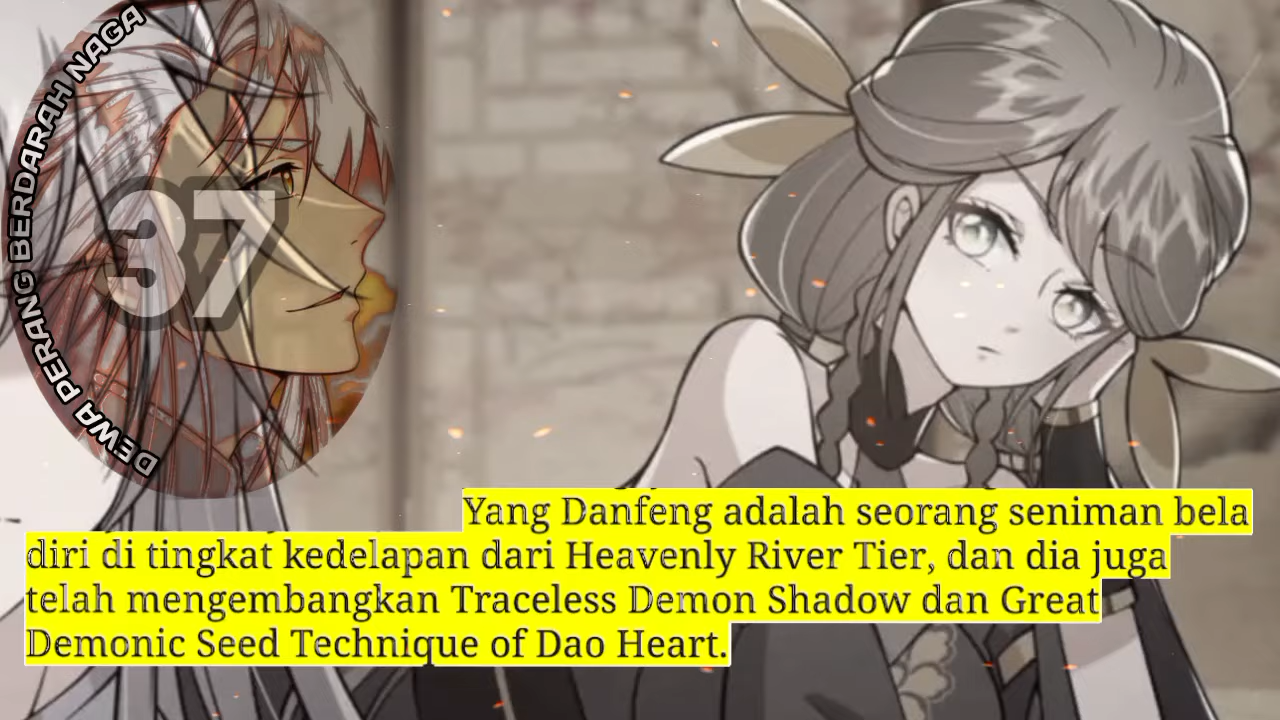 DEWA PERANG BERDARAH NAGA
37
Yang Danfeng adalah seorang seniman bela
diri di tingkat kedelapan dari Heavenly River Tier, dan dia juga
telah mengembangkan Traceless Demon Shadow dan Great
Demonic Seed Technique of Dao Heart.